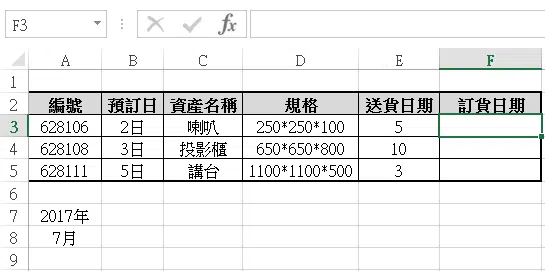 F3
fx
A B C D E F
1
2 編號 預訂日 資產名稱 規格 送貨日期 訂貨日期
3 628106 2日 喇叭 250*250*100 5
4 628108 3日 投影櫃 650*650*800 10
5 628111 5日 講台 1100*1100*500 3
6
7 2017年
8 7月
9